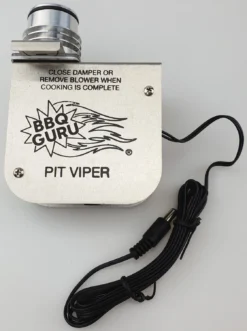 CLOSE DAMPER OR
REMOVE BLOWER WHEN
COOKING IS COMPLETE
BBQ
GURU
®
PIT VIPER